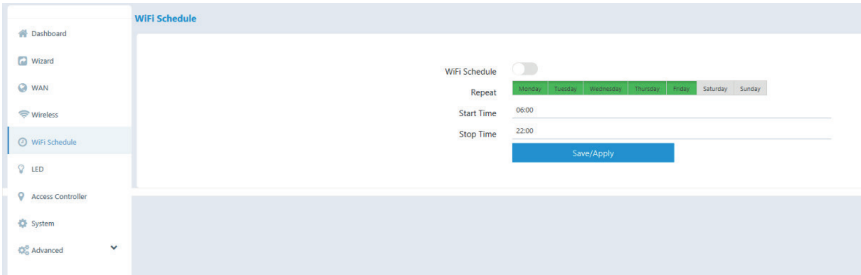 WiFi Schedule
Dashboard
Wizard
WAN
Wireless
WiFi Schedule
LED
Access Controller
System
Advanced
WiFi Schedule
Repeat Monday Tuesday Wednesday Thursday Friday Saturday Sunday
Start Time 06:00
Stop Time 22:00
Save/Apply